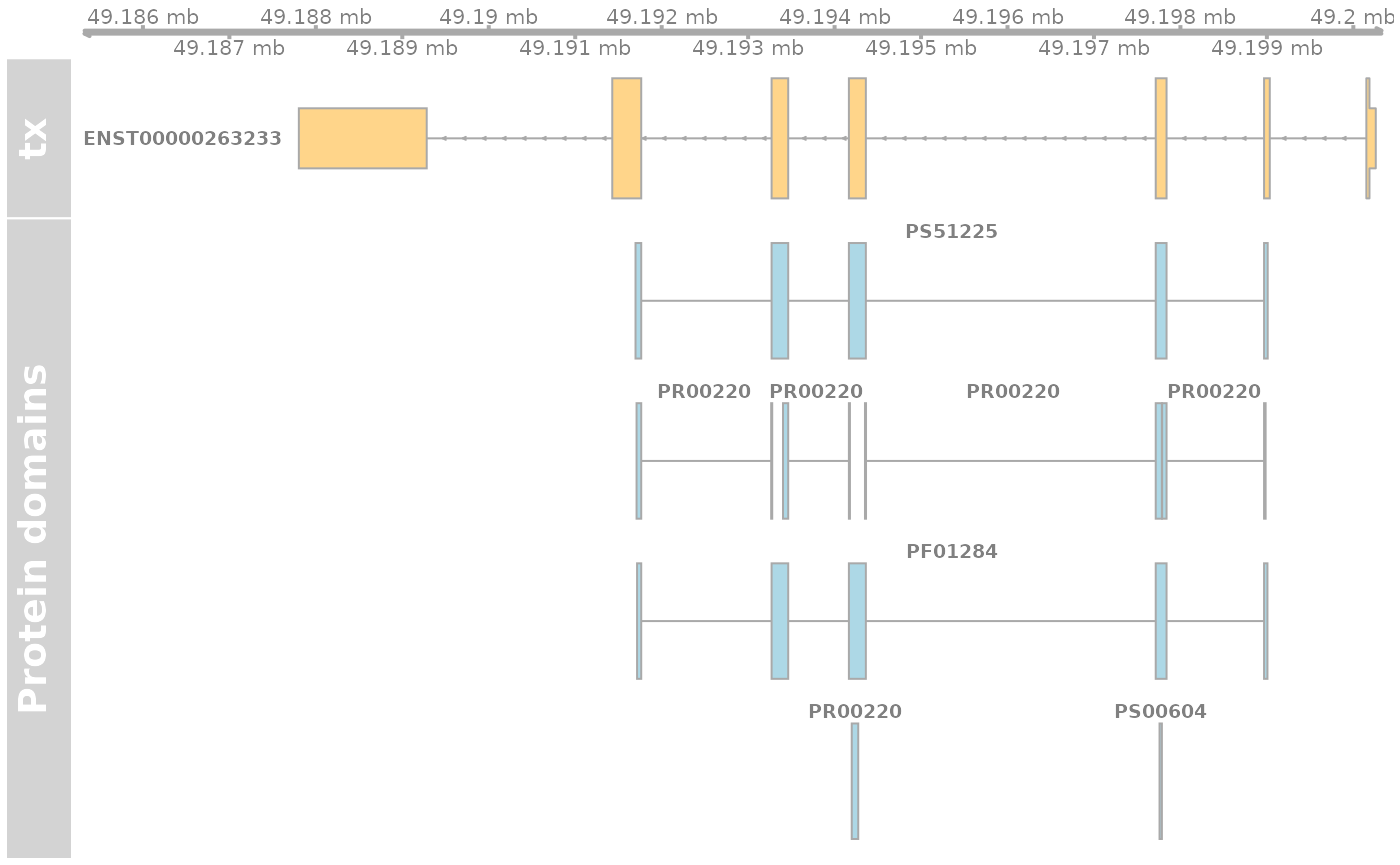 49.186 mb 49.188 mb 49.19 mb 49.192 mb 49.194 mb 49.196 mb 49.198 mb 49.2 mb
49.187 mb 49.189 mb 49.191 mb 49.193 mb 49.195 mb 49.197 mb 49.199 mb
tx
ENST00000263233
Protein domains
PS51225
PR00220 PR00220 PR00220 PR00220
PF01284
PR00220 PS00604